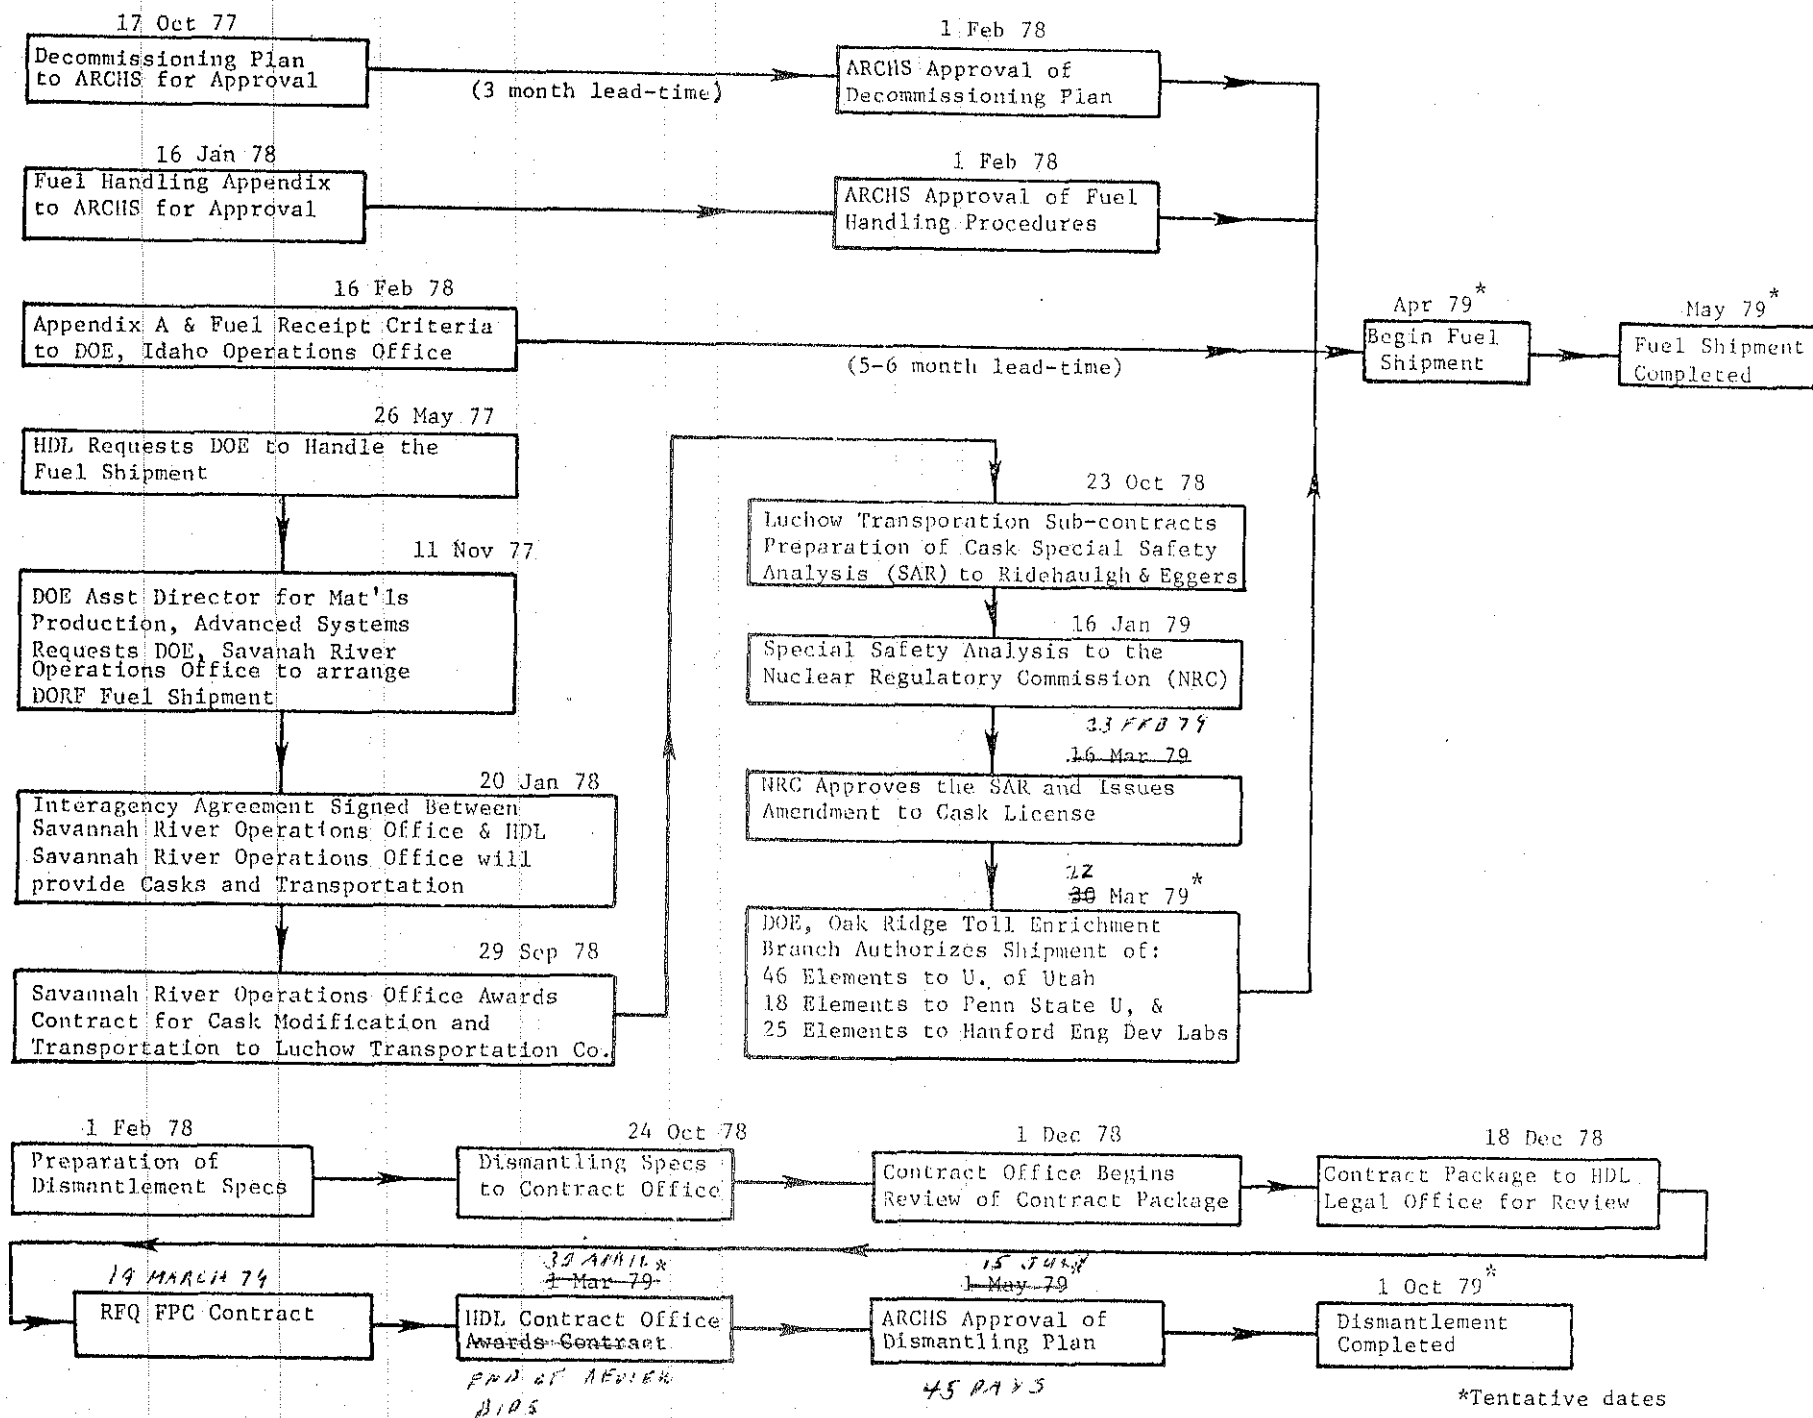 17 Oct 77
Decommissioning Plan
to ARCHS for Approval
(3 month lead-time)
1 Feb 78
ARCHS Approval of
Decommissioning Plan
16 Jan 78
Fuel Handling Appendix
to ARCHS for Approval
1 Feb 78
ARCHS Approval of Fuel
Handling Procedures
16 Feb 78
Appendix A & Fuel Receipt Criteria
to DOE, Idaho Operations Office
(5-6 month lead-time)
Apr 79*
Begin Fuel
Shipment
May 79*
Fuel Shipment
Completed
26 May 77
HDL Requests DOE to Handle the
Fuel Shipment
11 Nov 77
DOE Asst Director for Mat'ls
Production, Advanced Systems
Requests DOE, Savanah River
Operations Office to arrange
DORF Fuel Shipment
20 Jan 78
Interagency Agreement Signed Between
Savannah River Operations Office & HDL
Savannah River Operations Office will
provide Casks and Transportation
29 Sep 78
Savannah River Operations Office Awards
Contract for Cask Modification and
Transportation to Luchow Transportation Co.
23 Oct 78
Luchow Transporation Sub-contracts
Preparation of Cask Special Safety
Analysis (SAR) to Ridehaulgh & Eggers
16 Jan 79
Special Safety Analysis to the
Nuclear Regulatory Commission (NRC)
23 FEB 79
16 Mar 79
NRC Approves the SAR and Issues
Amendment to Cask License
22
30 Mar 79*
DOE, Oak Ridge Toll Enrichment
Branch Authorizes Shipment of:
46 Elements to U. of Utah
18 Elements to Penn State U, &
25 Elements to Hanford Eng Dev Labs
1 Feb 78
Preparation of
Dismantlement Specs
24 Oct 78
Dismantling Specs
to Contract Office
1 Dec 78
Contract Office Begins
Review of Contract Package
18 Dec 78
Contract Package to HDL
Legal Office for Review
19 MARCH 79
RFQ FPC Contract
APRIL*
1 Mar 79
HDL Contract Office
Awards Contract
END OF REVIEW
BIDS
15 JULY
1 May 79
ARCHS Approval of
Dismantling Plan
45 DAYS
1 Oct 79*
Dismantlement
Completed
*Tentative dates